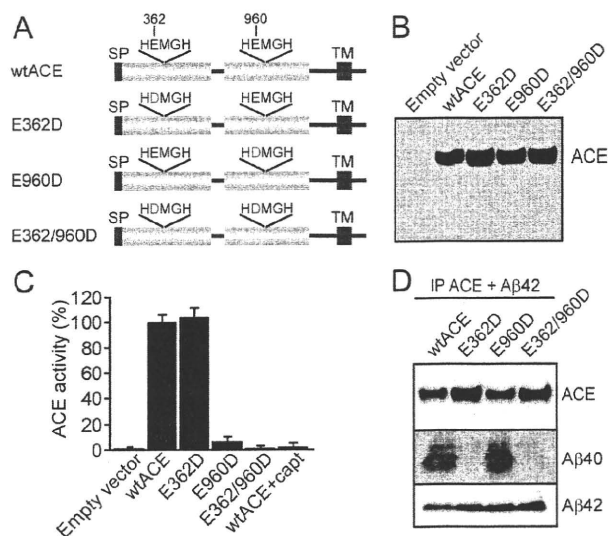 A
362
960
SP
HEMGH
HEMGH
TM
wtACE
SP
HDMGH
HEMGH
TM
E362D
SP
HEMGH
HDMGH
TM
E960D
SP
HDMGH
HDMGH
TM
E362/960D
B
Empty vector
wtACE
E362D
E960D
E362/960D
ACE
C
ACE activity (%)
120
100
80
60
40
20
0
Empty vector
wtACE
E362D
E960D
E362/960D
wtACE+capt
D
IP ACE + Aβ42
wtACE
E362D
E960D
E362/960D
ACE
Aβ40
Aβ42